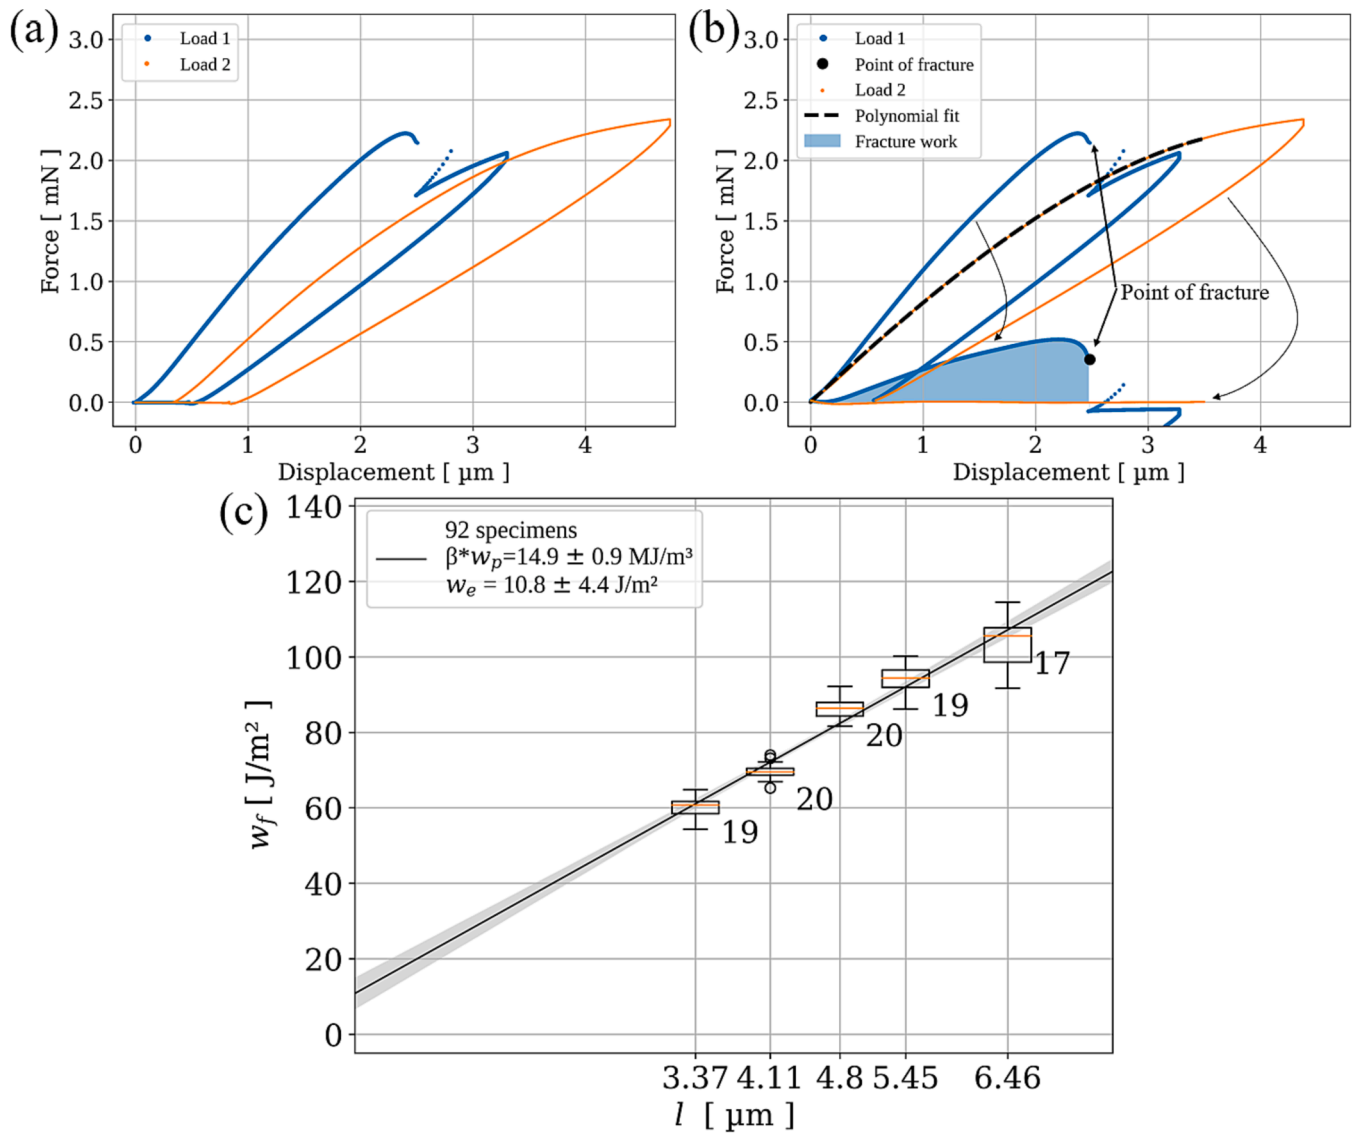 (a)
Load 1
Load 2
3.0
2.5
2.0
1.5
1.0
0.5
0.0
Force [ mN ]
0 1 2 3 4
Displacement [ µm ]
(b)
Load 1
Point of fracture
Load 2
Polynomial fit
Fracture work
3.0
2.5
2.0
1.5
1.0
0.5
0.0
Force [ mN ]
Point of fracture
0 1 2 3 4
Displacement [ µm ]
(c)
92 specimens
β*wₚ=14.9 ± 0.9 MJ/m³
wₑ = 10.8 ± 4.4 J/m²
140
120
100
80
60
40
20
0
w_f [ J/m² ]
19
20
20
19
17
3.37 4.11 4.8 5.45 6.46
l [ µm ]